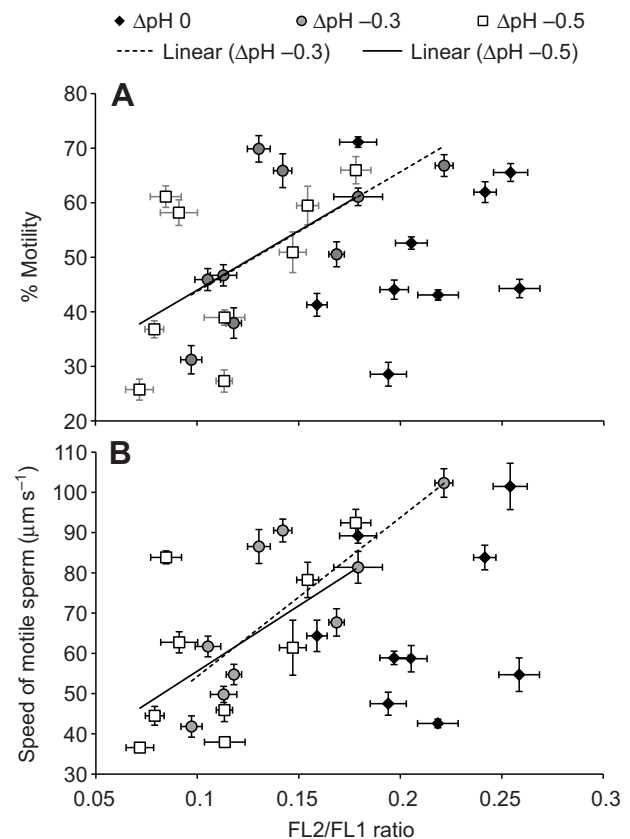 ΔpH 0 ΔpH –0.3 ΔpH –0.5
Linear (ΔpH –0.3) Linear (ΔpH –0.5)
A
80
70
60
50
40
30
20
% Motility
B
110
100
90
80
70
60
50
40
30
Speed of motile sperm (μm s⁻¹)
0.05 0.1 0.15 0.2 0.25 0.3
FL2/FL1 ratio